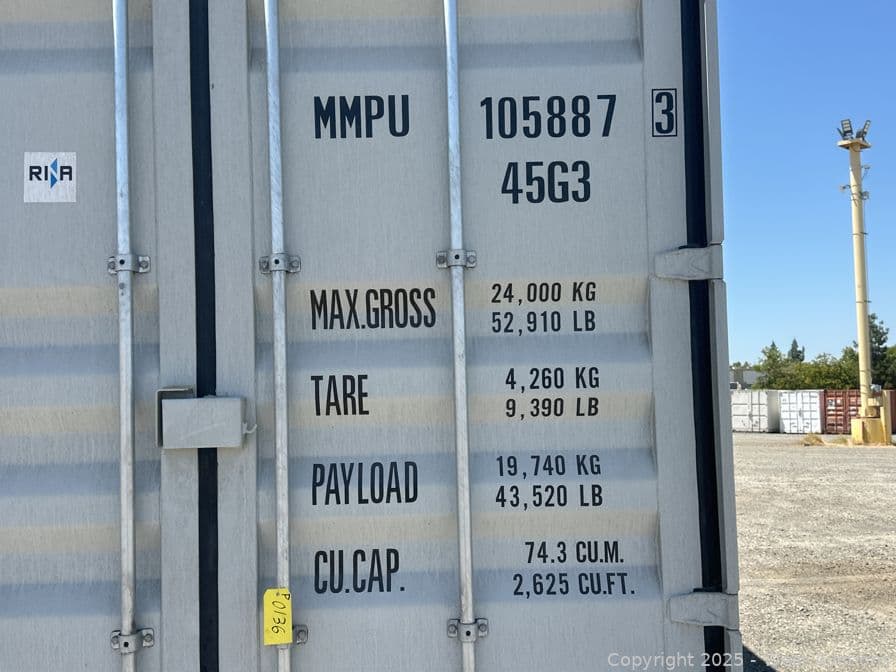 MMPU 105887 3
45G3
RINA
MAX.GROSS 24,000 KG
52,910 LB
TARE 4,260 KG
9,390 LB
PAYLOAD 19,740 KG
43,520 LB
CU.CAP. 74.3 CU.M.
2,625 CU.FT.
P0136
Copyright 2025 -